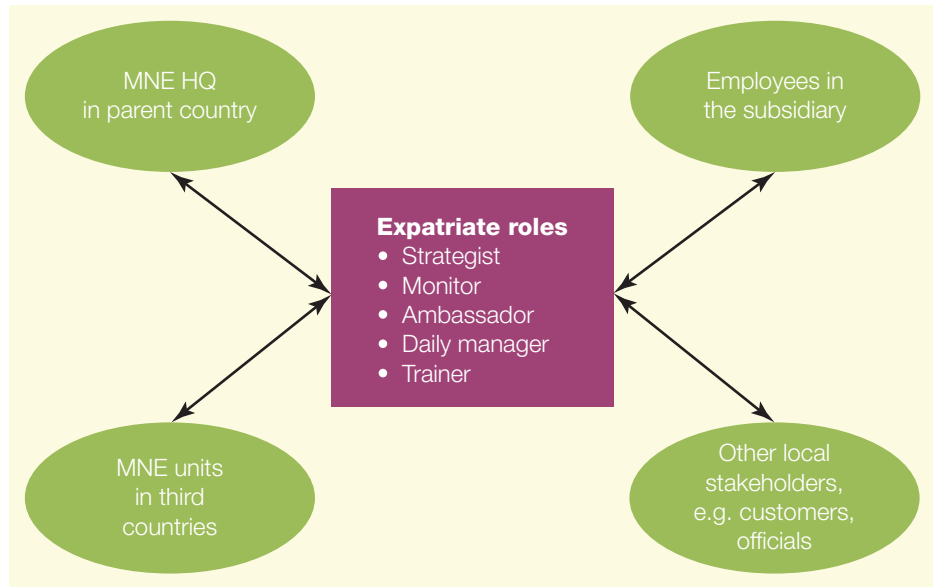 MNE HQ
in parent country
Employees in
the subsidiary
Expatriate roles
• Strategist
• Monitor
• Ambassador
• Daily manager
• Trainer
MNE units
in third
countries
Other local
stakeholders,
e.g. customers,
officials